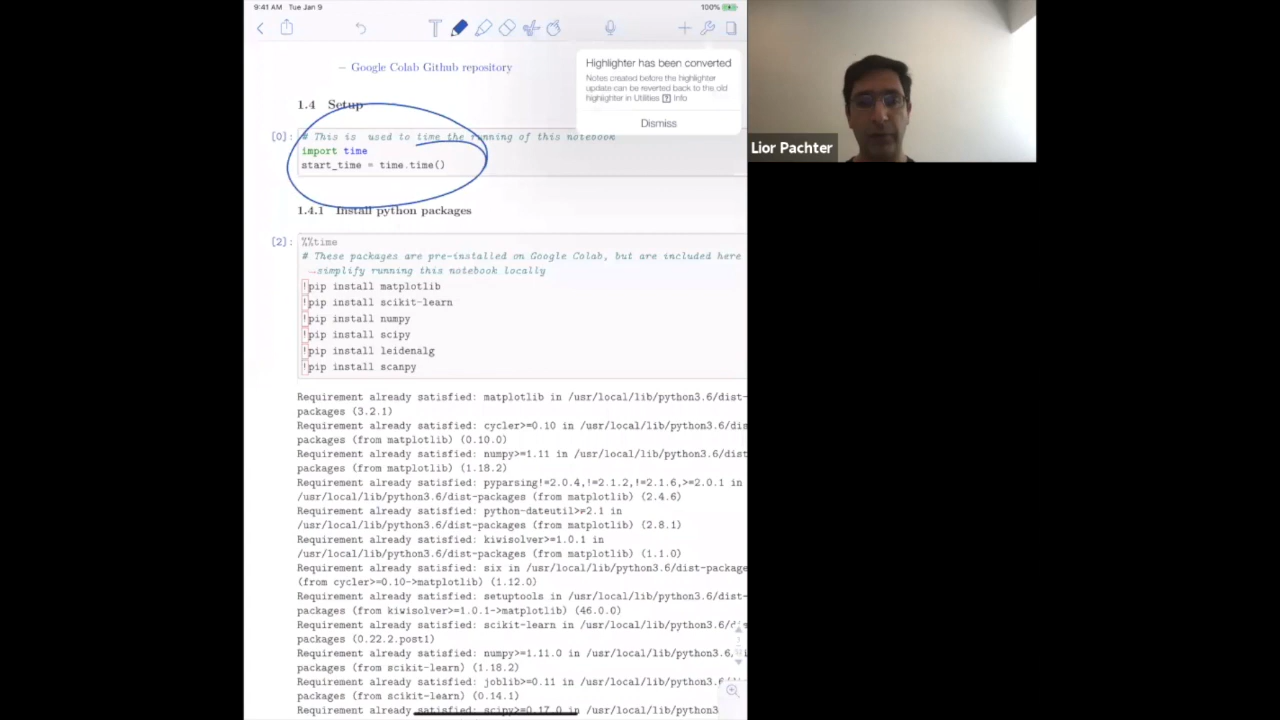 9:41 AM Tue Jan 9
100%
T
– Google Colab Github repository
Highlighter has been converted
Notes created before the highlighter
update can be reverted back to the old
highlighter in Utilities ? Info
Dismiss
1.4 Setup
[0]: # This is used to time the running of this notebook
import time
start_time = time.time()
1.4.1 Install python packages
[2]: %%time
# These packages are pre-installed on Google Colab, but are included here
→simplify running this notebook locally
!pip install matplotlib
!pip install scikit-learn
!pip install numpy
!pip install scipy
!pip install leidenalg
!pip install scanpy
Requirement already satisfied: matplotlib in /usr/local/lib/python3.6/dist-
packages (3.2.1)
Requirement already satisfied: cycler>=0.10 in /usr/local/lib/python3.6/dis
packages (from matplotlib) (0.10.0)
Requirement already satisfied: numpy>=1.11 in /usr/local/lib/python3.6/dist-
packages (from matplotlib) (1.18.2)
Requirement already satisfied: pyparsing!=2.0.4,!=2.1.2,!=2.1.6,>=2.0.1 in
/usr/local/lib/python3.6/dist-packages (from matplotlib) (2.4.6)
Requirement already satisfied: python-dateutil>=2.1 in
/usr/local/lib/python3.6/dist-packages (from matplotlib) (2.8.1)
Requirement already satisfied: kiwisolver>=1.0.1 in
/usr/local/lib/python3.6/dist-packages (from matplotlib) (1.1.0)
Requirement already satisfied: six in /usr/local/lib/python3.6/dist-package
(from cycler>=0.10->matplotlib) (1.12.0)
Requirement already satisfied: setuptools in /usr/local/lib/python3.6/dist-
packages (from kiwisolver>=1.0.1->matplotlib) (46.0.0)
Requirement already satisfied: scikit-learn in /usr/local/lib/python3.6/
packages (0.22.2.post1)
Requirement already satisfied: numpy>=1.11.0 in /usr/local/lib/python3.6/
packages (from scikit-learn) (1.18.2)
Requirement already satisfied: joblib>=0.11 in /usr/local/lib/python3.6/
packages (from scikit-learn) (0.14.1)
Requirement already satisfied: scipy>=0.17.0 in /usr/local/lib/python3
Lior Pachter